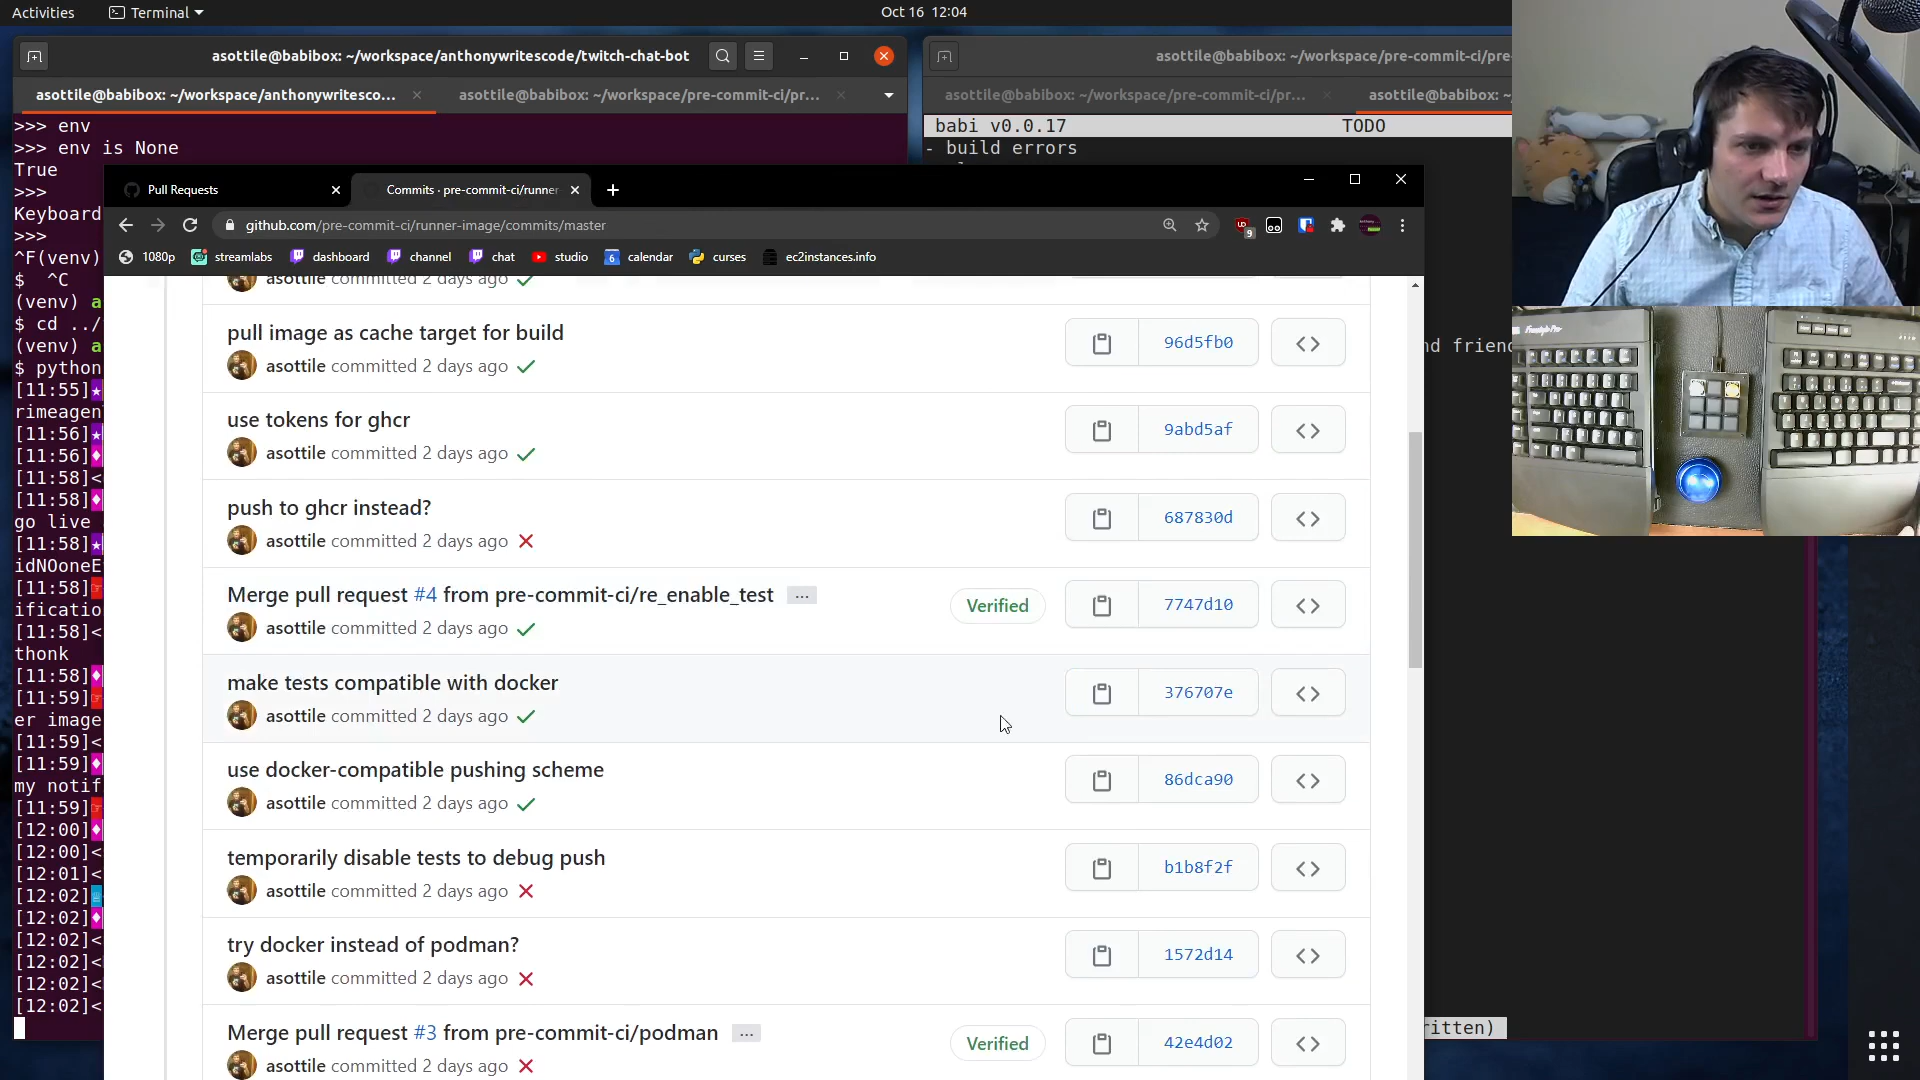 Activities
Terminal
Oct 16 12:04
asottile@babibox: ~/workspace/anthonywritescode/twitch-chat-bot
asottile@babibox: ~/workspace/pre-commit-ci/pre-
asottile@babibox: ~/workspace/anthonywritesco...
asottile@babibox: ~/workspace/pre-commit-ci/pr...
asottile@babibox: ~/workspace/pre-commit-ci/pr...
asottile@babibox: ~/
>>> env
>>> env is None
True
>>>
Keyboard
>>>
^F(venv)
$ ^C
(venv) a
$ cd ../
(venv) a
$ python
[11:55]★
rimeagen
[11:56]★
[11:56]
[11:58]<
[11:58]
go live
[11:58]★
idNOoneE
[11:58]
ificatio
[11:58]<
thonk
[11:58]
[11:59]
er image
[11:59]<
[11:59]
my notif
[11:59]
[12:00]
[12:00]<
[12:01]<
[12:02]
[12:02]
[12:02]<
[12:02]<
[12:02]<
[12:02]<
babi v0.0.17
TODO
- build errors
nd friend
ritten)
Pull Requests
Commits · pre-commit-ci/runner-
github.com/pre-commit-ci/runner-image/commits/master
9
1080p
streamlabs
dashboard
channel
chat
studio
6 calendar
curses
ec2instances.info
asottile committed 2 days ago
pull image as cache target for build
asottile committed 2 days ago
96d5fb0
use tokens for ghcr
asottile committed 2 days ago
9abd5af
push to ghcr instead?
asottile committed 2 days ago
687830d
Merge pull request #4 from pre-commit-ci/re_enable_test ...
asottile committed 2 days ago
Verified
7747d10
make tests compatible with docker
asottile committed 2 days ago
376707e
use docker-compatible pushing scheme
asottile committed 2 days ago
86dca90
temporarily disable tests to debug push
asottile committed 2 days ago
b1b8f2f
try docker instead of podman?
asottile committed 2 days ago
1572d14
Merge pull request #3 from pre-commit-ci/podman ...
asottile committed 2 days ago
Verified
42e4d02
Freestyle Pro